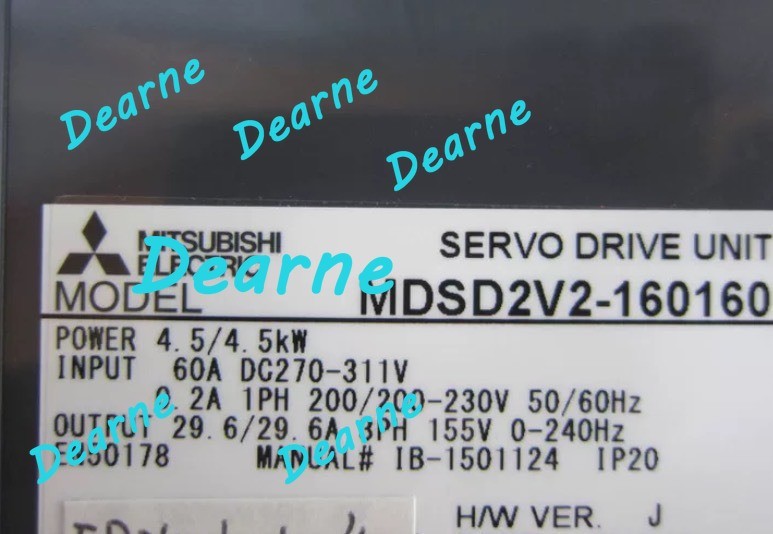 Dearne
Dearne
Dearne
MITSUBISHI
ELECTRIC
Dearne
SERVO DRIVE UNIT
MODEL MDSD2V2-160160
POWER 4.5/4.5kW
INPUT 60A DC270-311V
0.2A 1PH 200/200-230V 50/60Hz
Dearne
Dearne
OUTPUT 29.6/29.6A 3PH 155V 0-240Hz
EN50178 MANUAL# IB-1501124 IP20
H/W VER. J